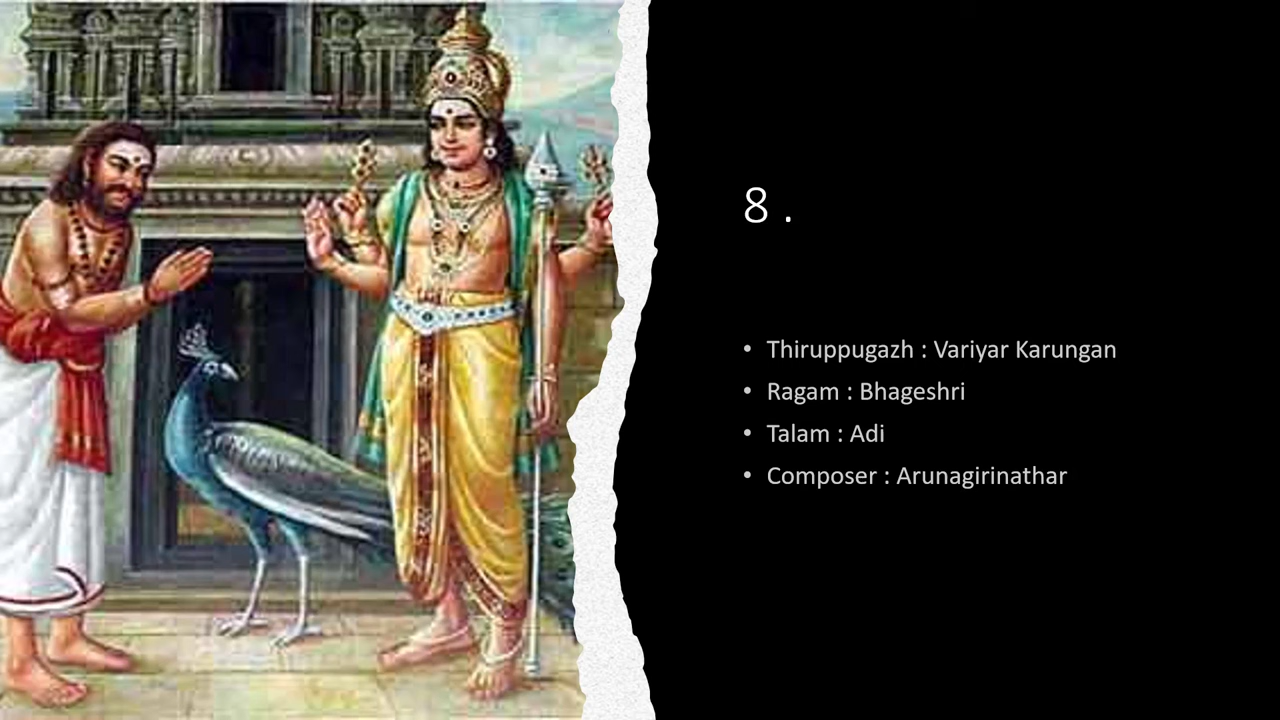 8 .
• Thiruppugazh : Variyar Karungan
• Ragam : Bhageshri
• Talam : Adi
• Composer : Arunagirinathar